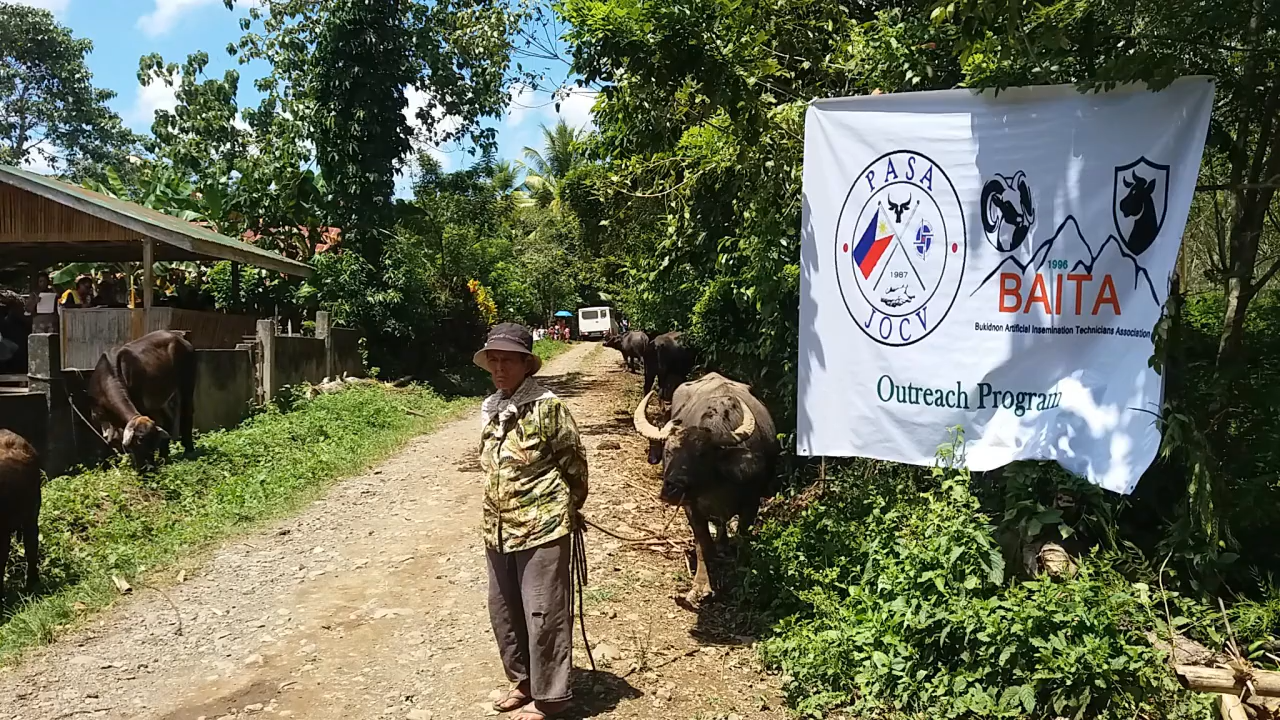 PASA
1987
JOCV
1996
BAITA
Bukidnon Artificial Insemination Technicians Association
Outreach Program